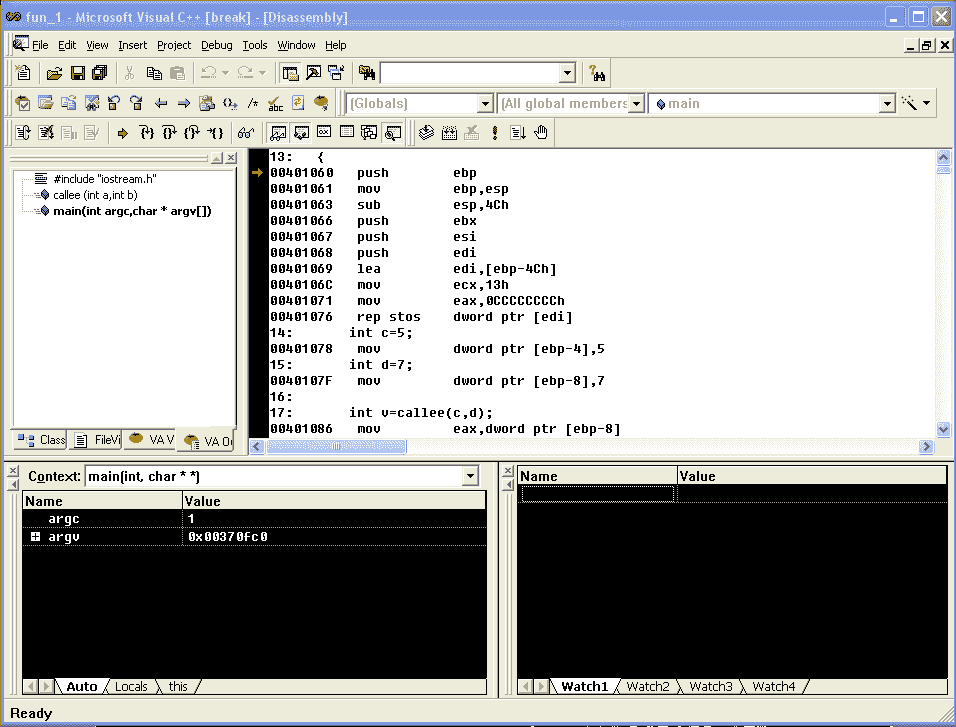 fun_1 - Microsoft Visual C++ [break] - [Disassembly]
File Edit View Insert Project Debug Tools Window Help
{Globals} {All global members main
#include "iostream.h"
callee (int a,int b)
main(int argc,char * argv[])
Class FileVi VA V VA O
13: {
00401060 push ebp
00401061 mov ebp,esp
00401063 sub esp,4Ch
00401066 push ebx
00401067 push esi
00401068 push edi
00401069 lea edi,[ebp-4Ch]
0040106C mov ecx,13h
00401071 mov eax,0CCCCCCCCh
00401076 rep stos dword ptr [edi]
14: int c=5;
00401078 mov dword ptr [ebp-4],5
15: int d=7;
0040107F mov dword ptr [ebp-8],7
16:
17: int v=callee(c,d);
00401086 mov eax,dword ptr [ebp-8]
Context: main(int, char * *)
Name Value
argc 1
argv 0x00370fc0
Auto Locals this
Name Value
Watch1 Watch2 Watch3 Watch4
Ready